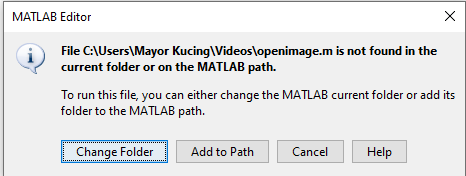 MATLAB Editor
File C:\Users\Mayor Kucing\Videos\openimage.m is not found in the
current folder or on the MATLAB path.
To run this file, you can either change the MATLAB current folder or add its
folder to the MATLAB path.
Change Folder Add to Path Cancel Help